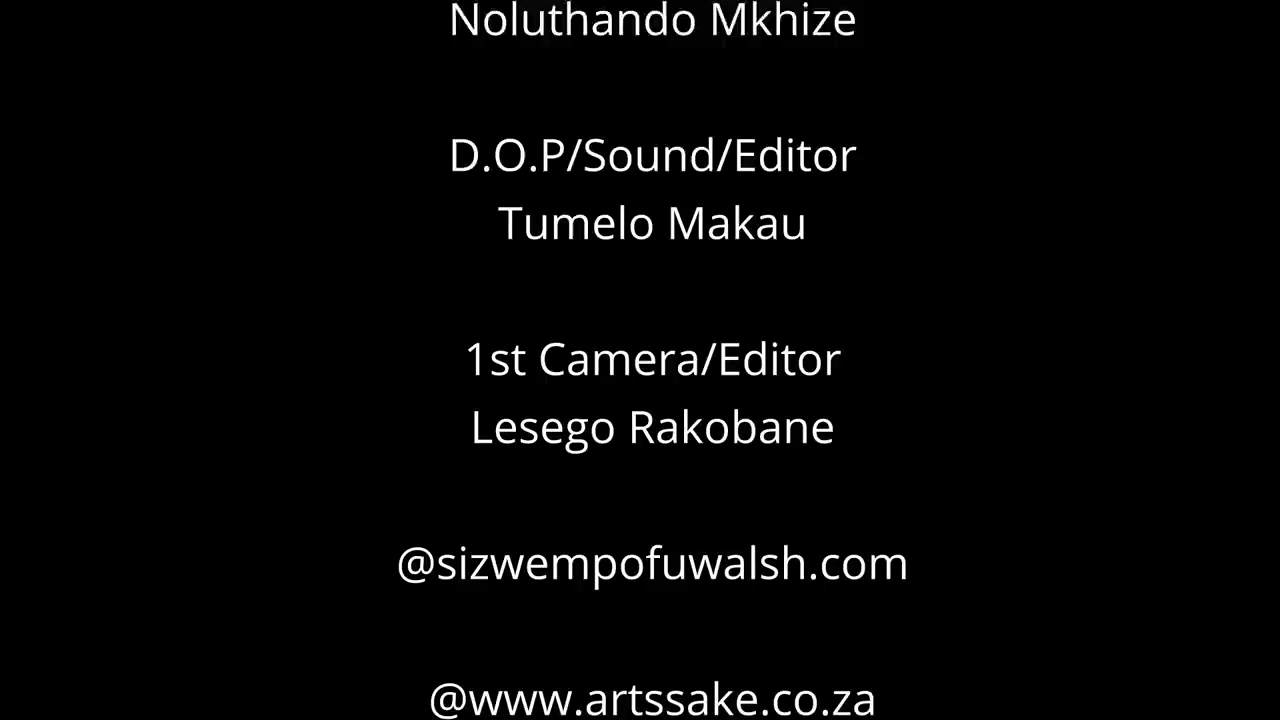 Noluthando Mkhize
D.O.P/Sound/Editor
Tumelo Makau
1st Camera/Editor
Lesego Rakobane
@sizwempofuwalsh.com
@www.artssake.co.za